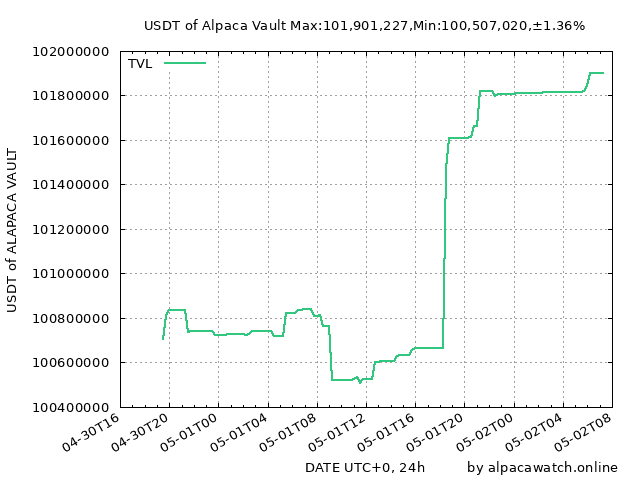 USDT of Alpaca Vault Max:101,901,227,Min:100,507,020,±1.36%
TVL
USDT of ALAPACA VAULT
102000000
101800000
101600000
101400000
101200000
101000000
100800000
100600000
100400000
04-30T16 04-30T20 05-01T00 05-01T04 05-01T08 05-01T12 05-01T16 05-01T20 05-02T00 05-02T04 05-02T08
DATE UTC+0, 24h by alpacawatch.online